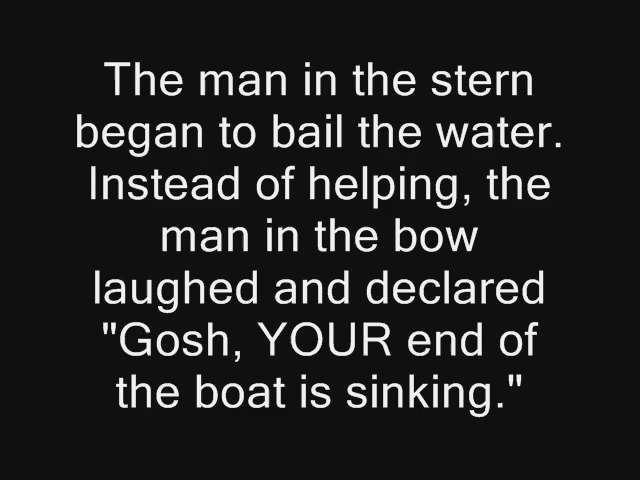 The man in the stern
began to bail the water.
Instead of helping, the
man in the bow
laughed and declared
"Gosh, YOUR end of
the boat is sinking."